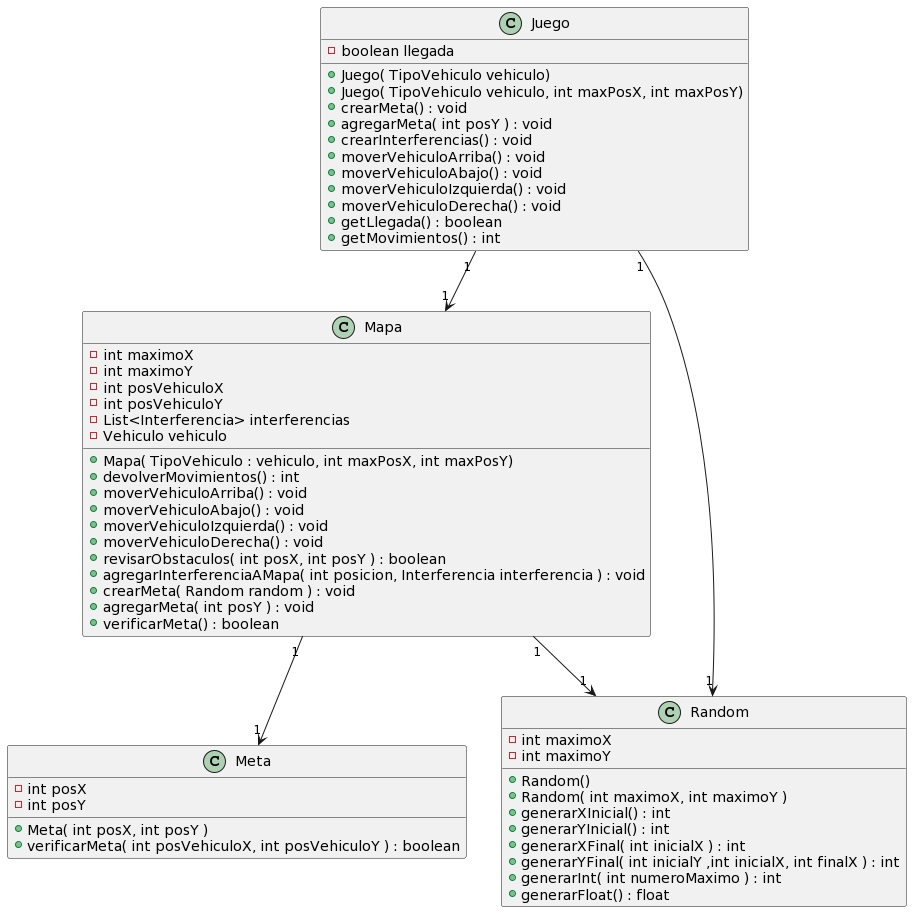 C Juego
boolean llegada
Juego( TipoVehiculo vehiculo)
Juego( TipoVehiculo vehiculo, int maxPosX, int maxPosY)
crearMeta() : void
agregarMeta( int posY ) : void
crearInterferencias() : void
moverVehiculoArriba() : void
moverVehiculoAbajo() : void
moverVehiculoIzquierda() : void
moverVehiculoDerecha() : void
getLlegada() : boolean
getMovimientos() : int
1 1
1
C Mapa
int maximoX
int maximoY
int posVehiculoX
int posVehiculoY
List<Interferencia> interferencias
Vehiculo vehiculo
Mapa( TipoVehiculo : vehiculo, int maxPosX, int maxPosY)
devolverMovimientos() : int
moverVehiculoArriba() : void
moverVehiculoAbajo() : void
moverVehiculoIzquierda() : void
moverVehiculoDerecha() : void
revisarObstaculos( int posX, int posY ) : boolean
agregarInterferenciaAMapa( int posicion, Interferencia interferencia ) : void
crearMeta( Random random ) : void
agregarMeta( int posY ) : void
verificarMeta() : boolean
1 1
1 1
1
C Meta
int posX
int posY
Meta( int posX, int posY )
verificarMeta( int posVehiculoX, int posVehiculoY ) : boolean
C Random
int maximoX
int maximoY
Random()
Random( int maximoX, int maximoY )
generarXInicial() : int
generarYInicial() : int
generarXFinal( int inicialX ) : int
generarYFinal( int inicialY ,int inicialX, int finalX ) : int
generarInt( int numeroMaximo ) : int
generarFloat() : float